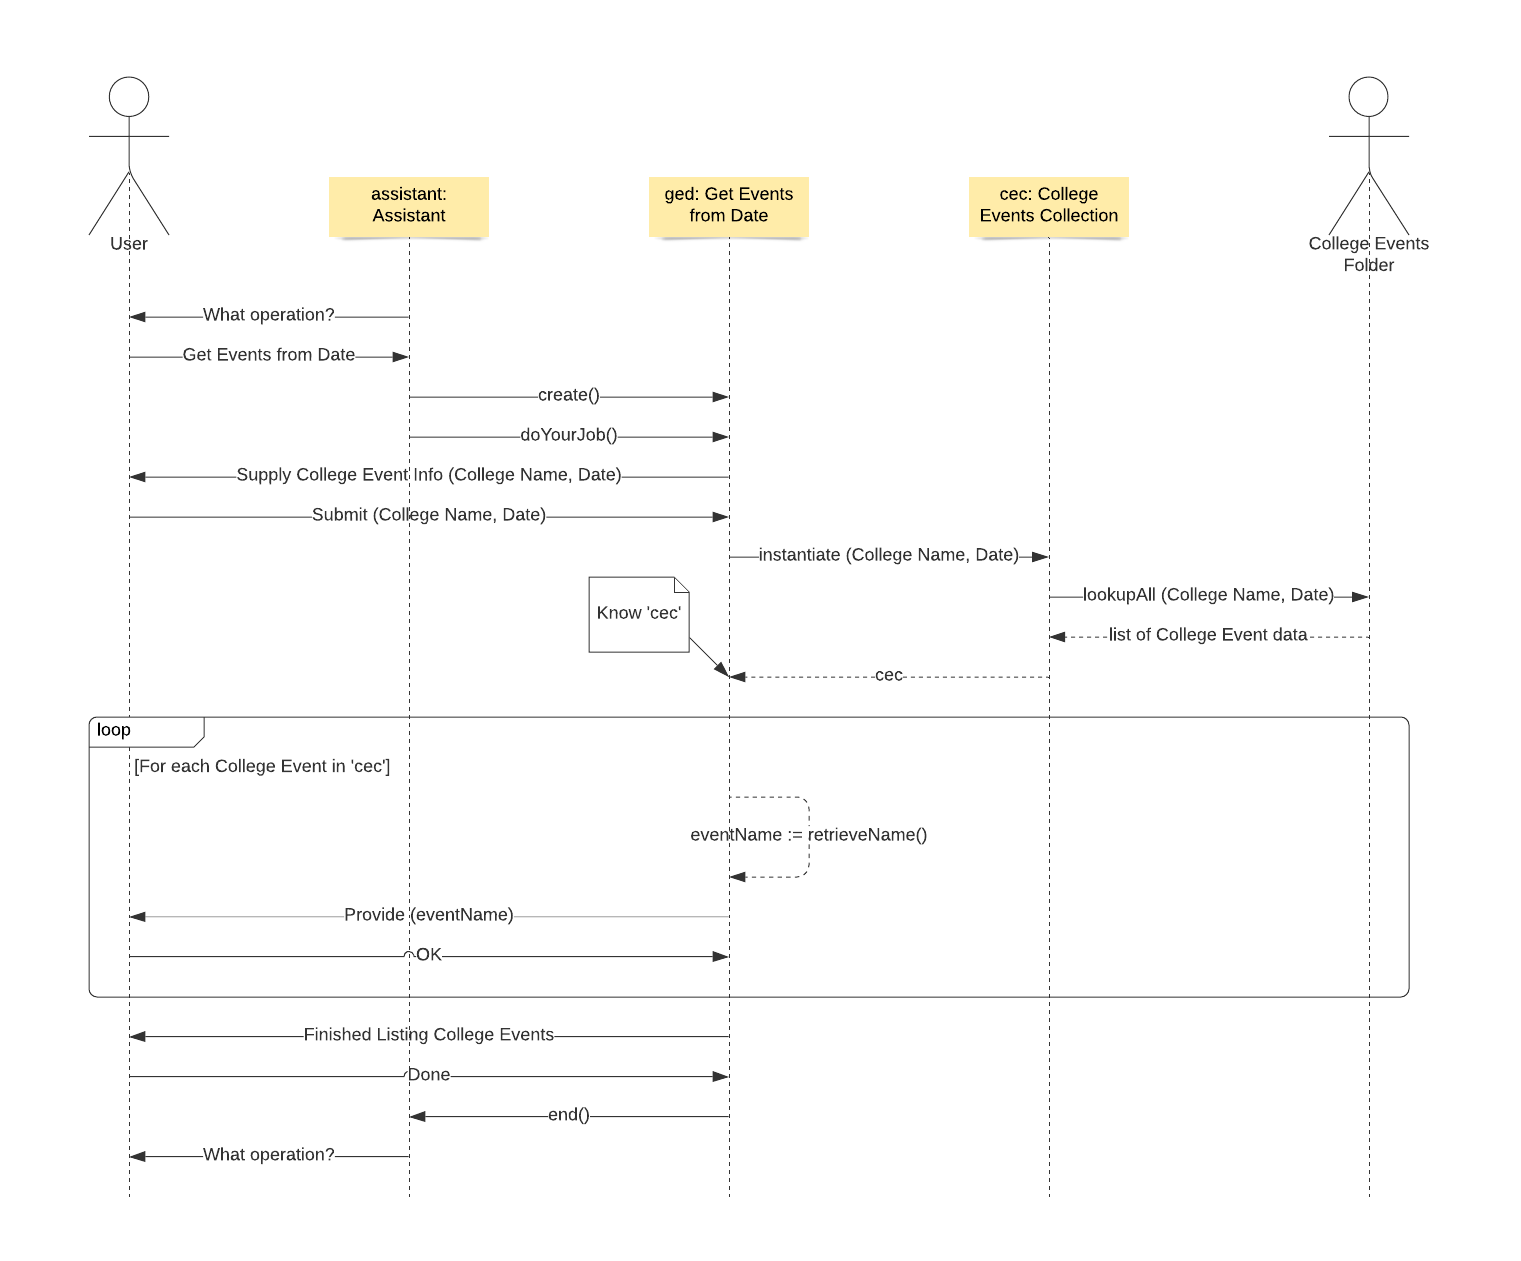 assistant:
Assistant
ged: Get Events
from Date
cec: College
Events Collection
User
College Events
Folder
What operation?
Get Events from Date
create()
doYourJob()
Supply College Event Info (College Name, Date)
Submit (College Name, Date)
instantiate (College Name, Date)
Know 'cec'
lookupAll (College Name, Date)
list of College Event data
cec
loop
[For each College Event in 'cec']
eventName := retrieveName()
Provide (eventName)
OK
Finished Listing College Events
Done
end()
What operation?